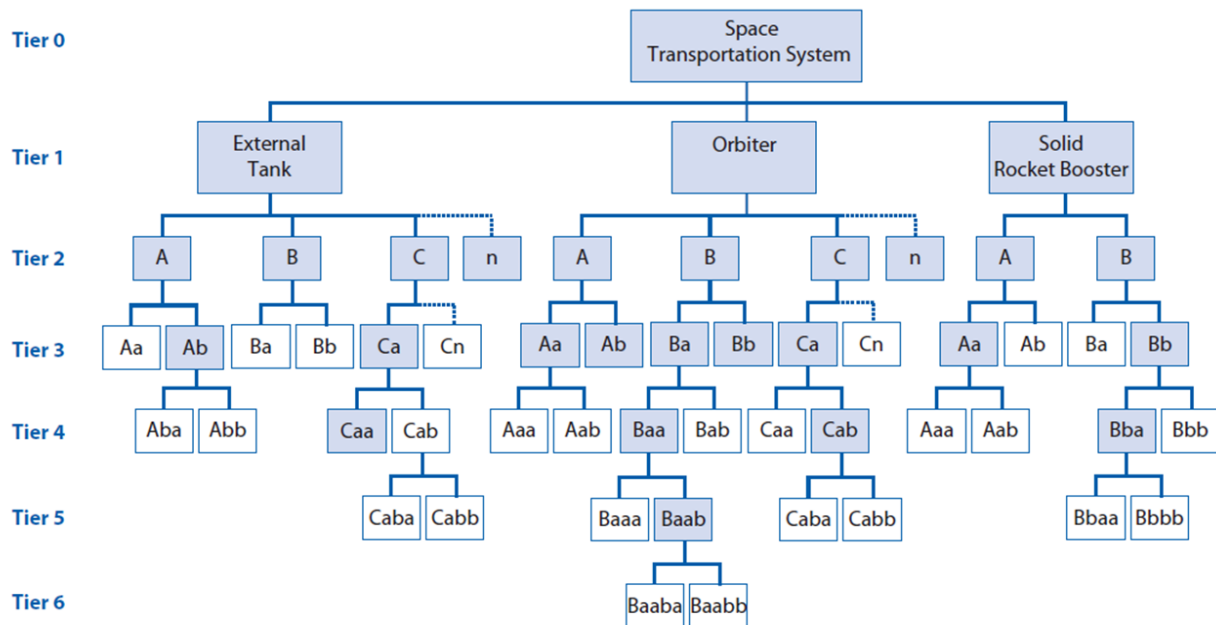 Tier 0
Space
Transportation System
Tier 1
External
Tank
Orbiter
Solid
Rocket Booster
Tier 2
A
B
C
n
A
B
C
n
A
B
Tier 3
Aa
Ab
Ba
Bb
Ca
Cn
Aa
Ab
Ba
Bb
Ca
Cn
Aa
Ab
Ba
Bb
Tier 4
Aba
Abb
Caa
Cab
Aaa
Aab
Baa
Bab
Caa
Cab
Aaa
Aab
Bba
Bbb
Tier 5
Caba
Cabb
Baaa
Baab
Caba
Cabb
Bbaa
Bbbb
Tier 6
Baaba
Baabb